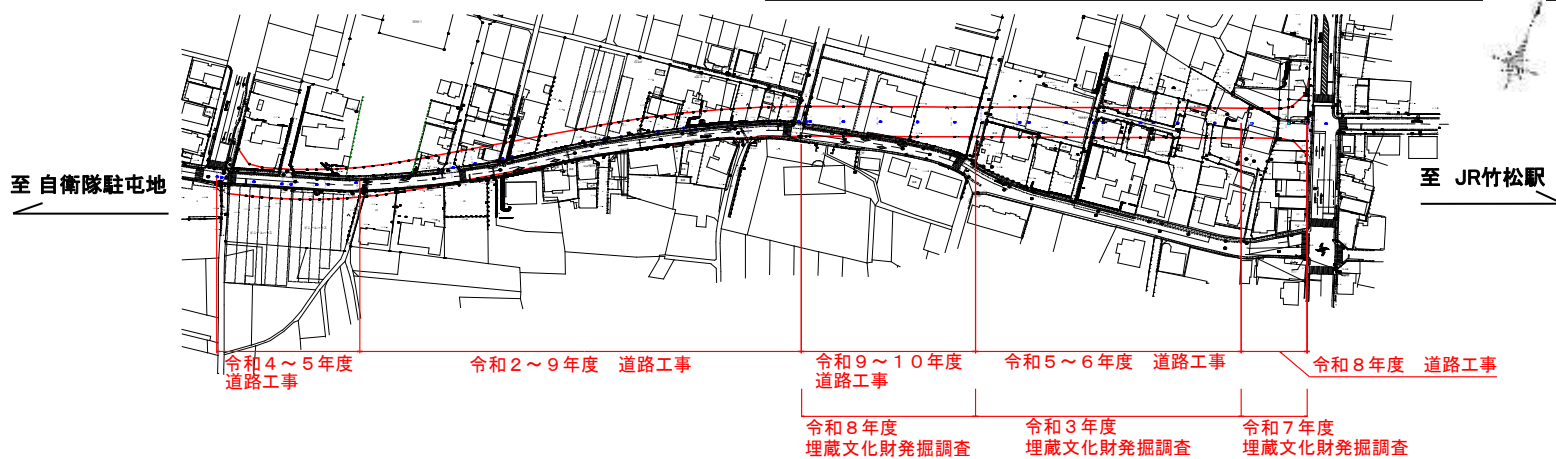 至 自衛隊駐屯地
至 JR竹松駅
令和４～５年度
道路工事
令和２～９年度 道路工事
令和９～１０年度
道路工事
令和５～６年度 道路工事
令和８年度 道路工事
令和８年度
埋蔵文化財発掘調査
令和３年度
埋蔵文化財発掘調査
令和７年度
埋蔵文化財発掘調査